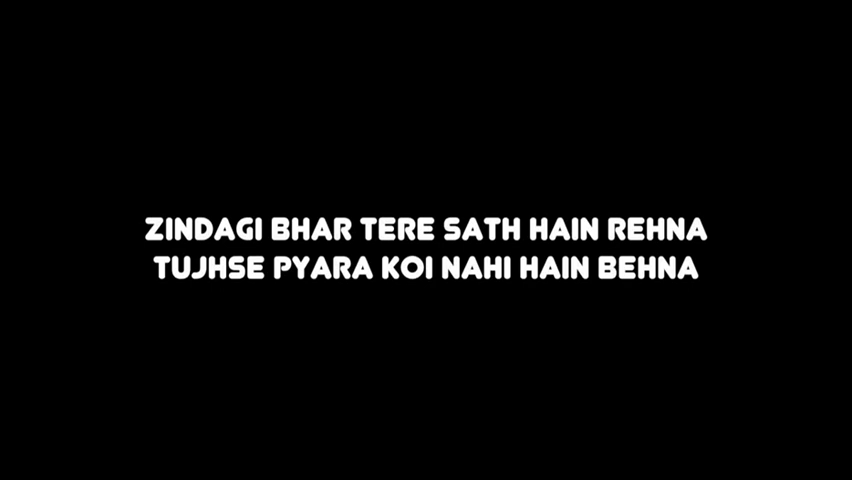 ZINDAGI BHAR TERE SATH HAIN REHNA
TUJHSE PYARA KOI NAHI HAIN BEHNA